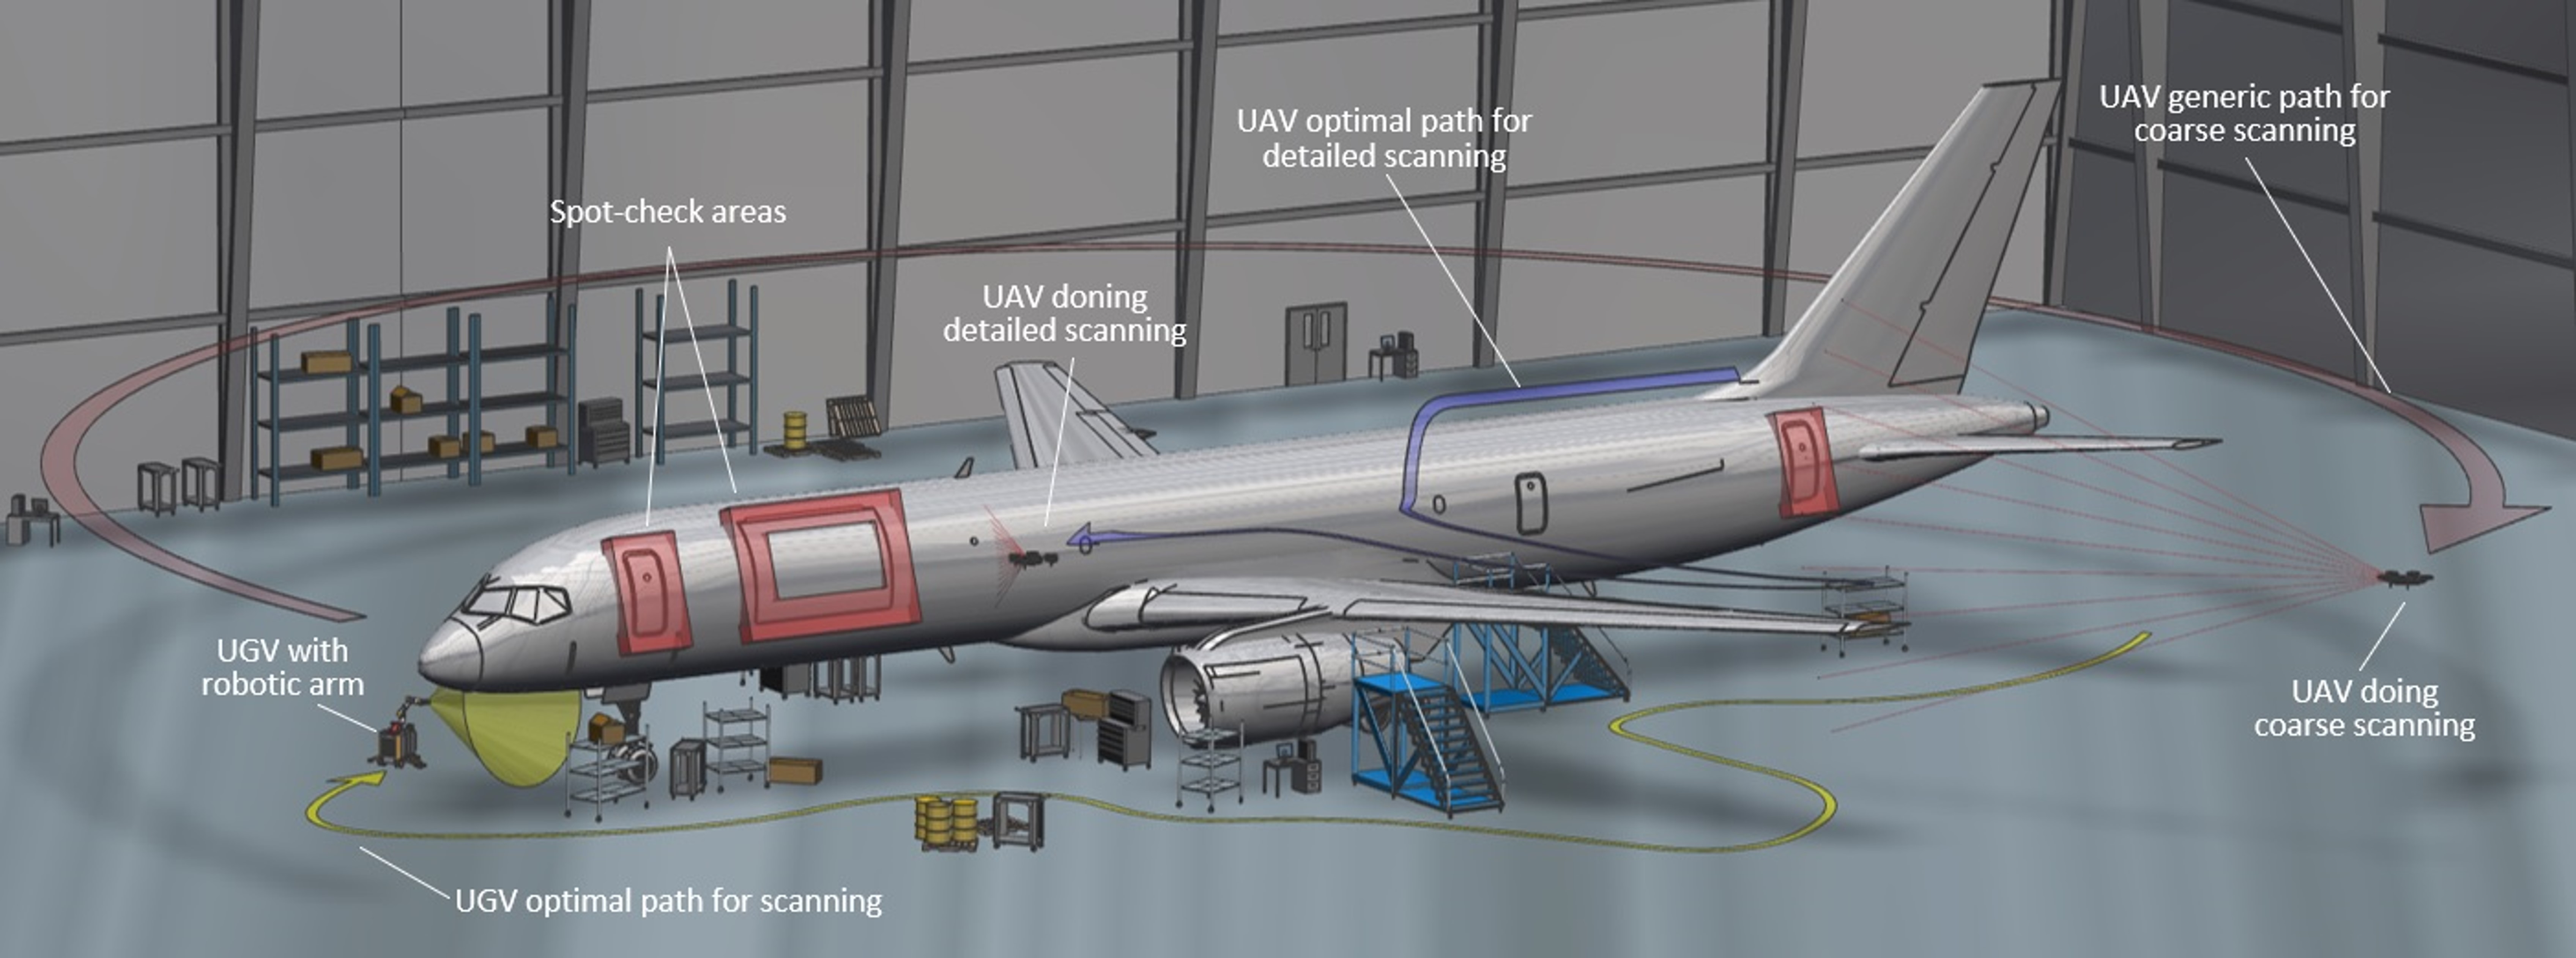 UAV generic path for
coarse scanning
UAV optimal path for
detailed scanning
Spot-check areas
UAV doning
detailed scanning
UGV with
robotic arm
UAV doing
coarse scanning
UGV optimal path for scanning